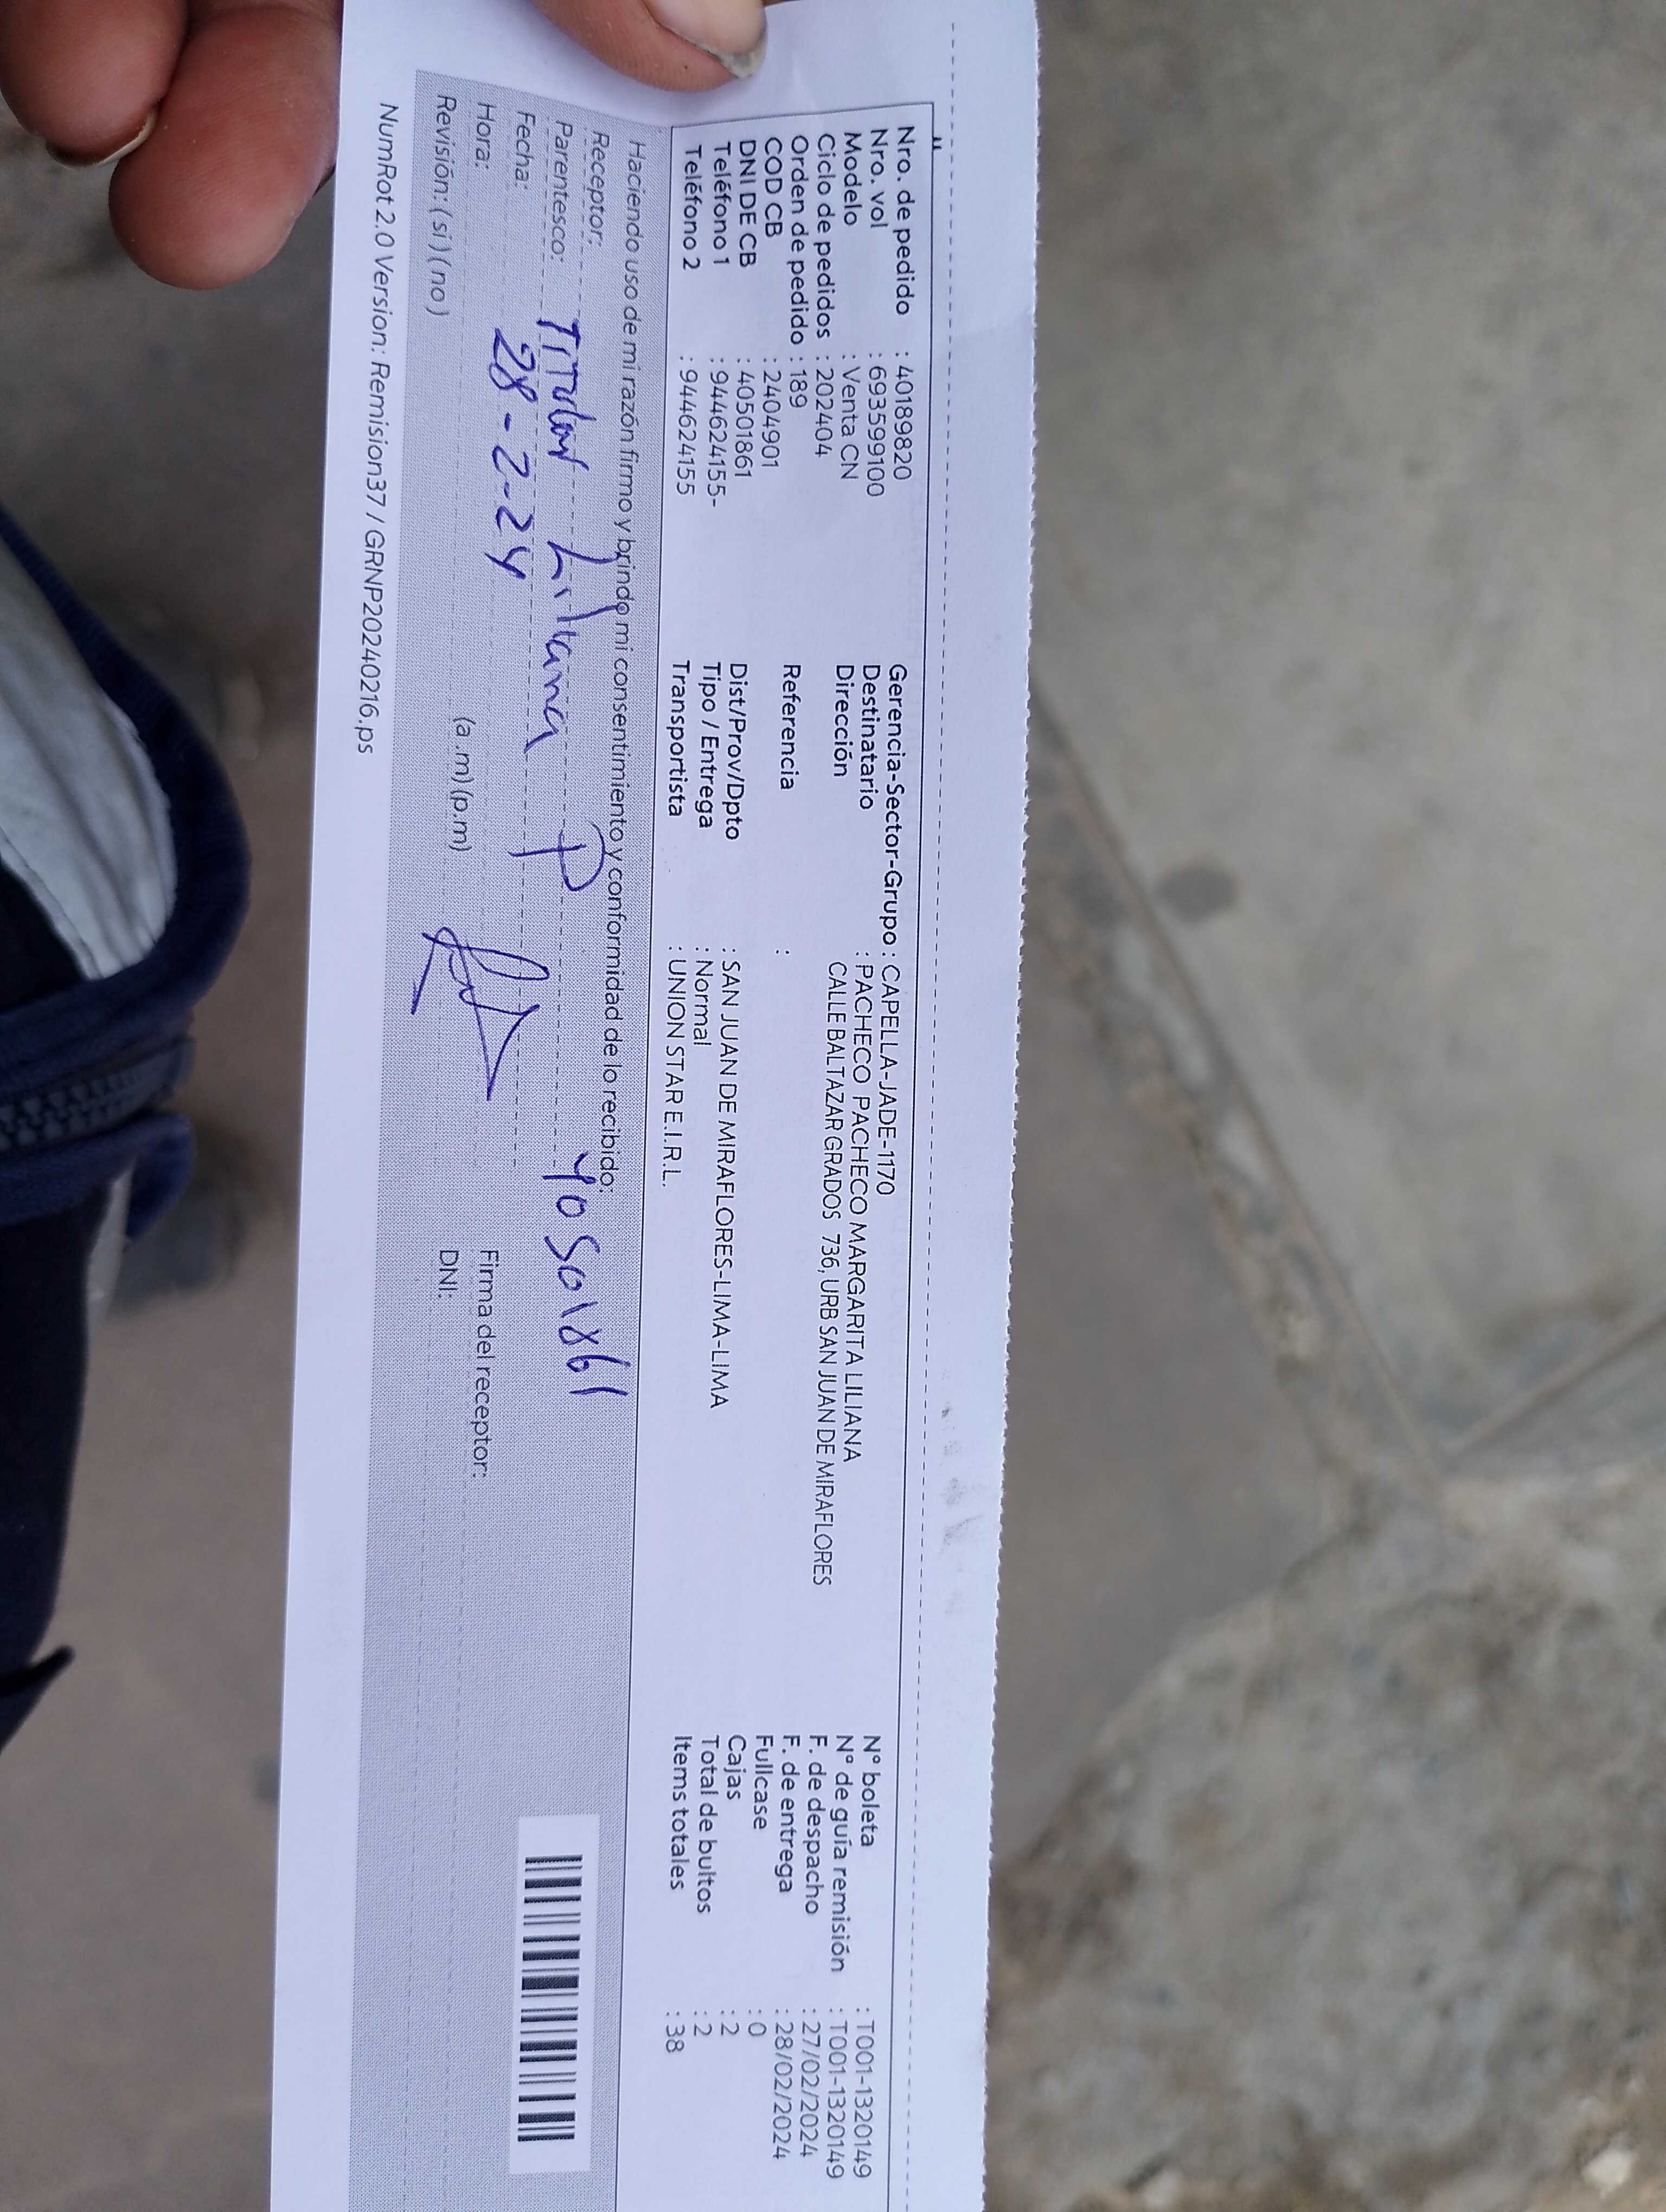 Nro. de pedido : 40189820
Nro. vol : 693599100
Modelo : Venta CN
Ciclo de pedidos : 202404
Orden de pedido : 189
COD CB : 2404901
DNI DE CB : 40501861
Teléfono 1 : 944624155-
Teléfono 2 : 944624155
Gerencia-Sector-Grupo : CAPELLA-JADE-1170
Destinatario : PACHECO PACHECO MARGARITA LILIANA
Dirección CALLE BALTAZAR GRADOS 736, URB SAN JUAN DE MIRAFLORES
Referencia :
Dist/Prov/Dpto : SAN JUAN DE MIRAFLORES-LIMA-LIMA
Tipo / Entrega : Normal
Transportista : UNION STAR E.I.R.L.
N° boleta : T001-1320149
N° de guía remisión : T001-1320149
F. de despacho : 27/02/2024
F. de entrega : 28/02/2024
Fullcase : 0
Cajas : 2
Total de bultos : 2
Items totales : 38
Haciendo uso de mi razón firmo y brindo mi consentimiento y conformidad de lo recibido:
Receptor:
Parentesco: Titular Liliana P 40501861
Fecha: 28-2-24
Hora: (a.m)(p.m) Firma del receptor:
Revisión: (si) (no) DNI:
NumRot 2.0 Version: Remision37 / GRNP20240216.ps